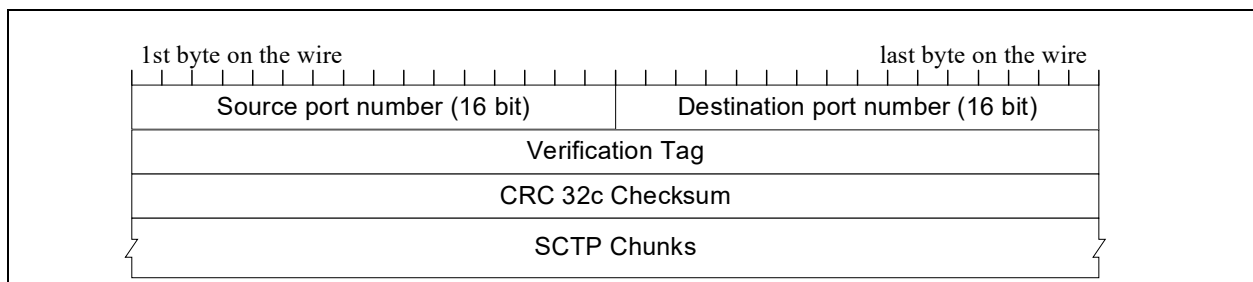 1st byte on the wire last byte on the wire
Source port number (16 bit) Destination port number (16 bit)
Verification Tag
CRC 32c Checksum
SCTP Chunks